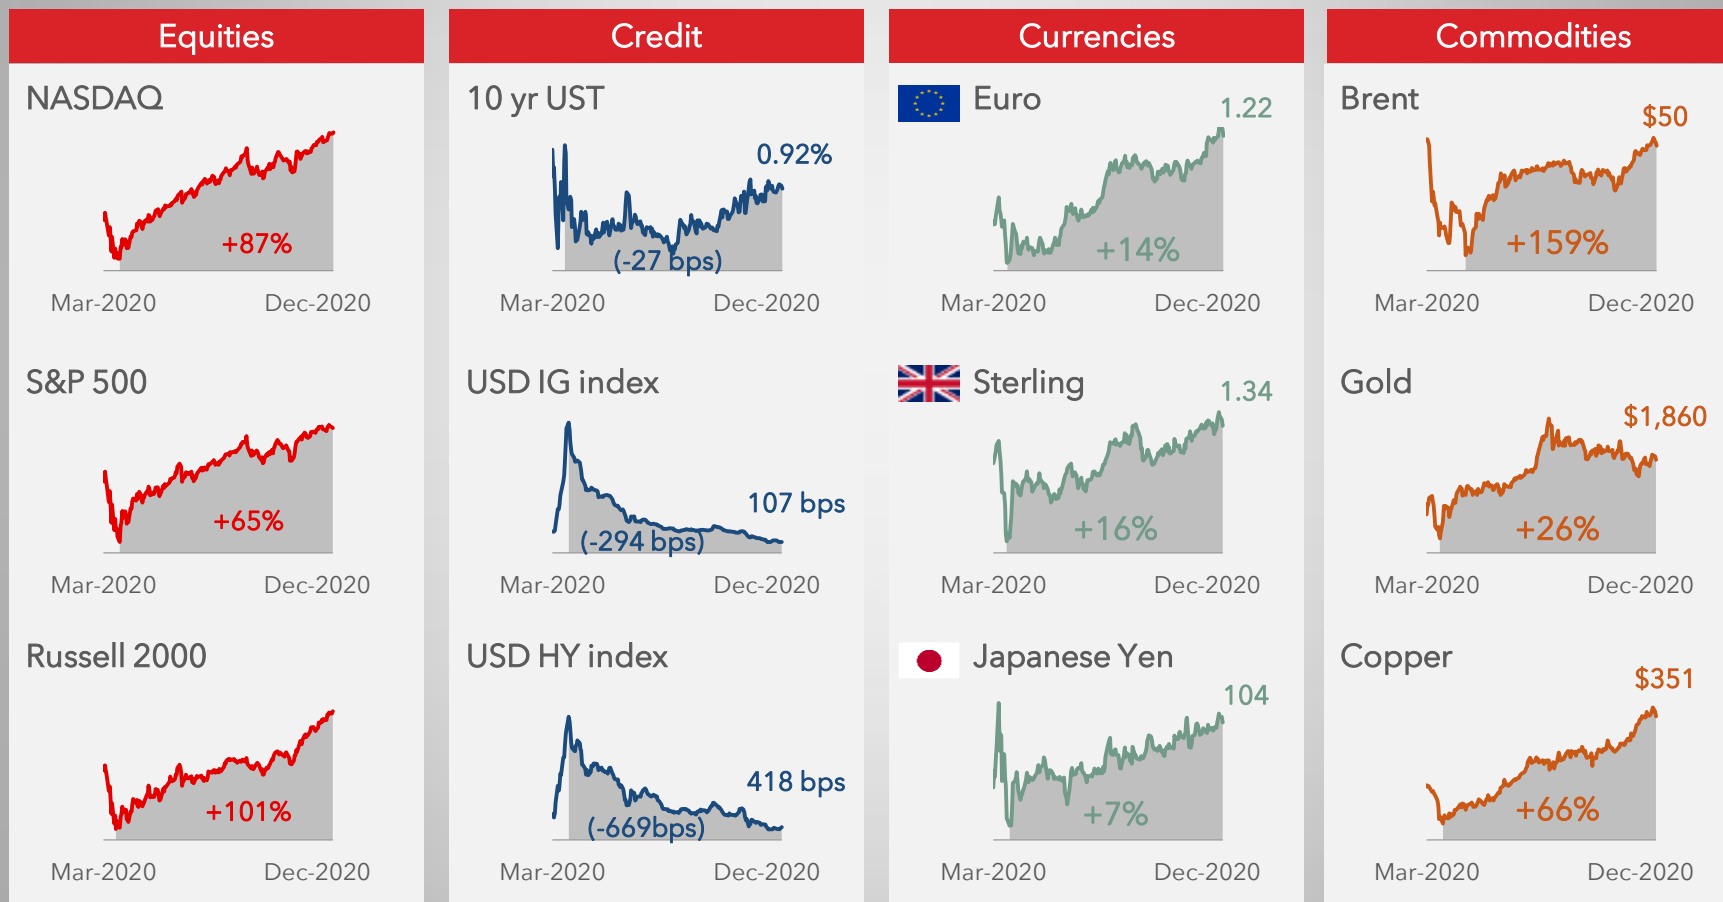 Equities
NASDAQ
+87%
Mar-2020 Dec-2020
S&P 500
+65%
Mar-2020 Dec-2020
Russell 2000
+101%
Mar-2020 Dec-2020
Credit
10 yr UST
0.92%
(-27 bps)
Mar-2020 Dec-2020
USD IG index
107 bps
(-294 bps)
Mar-2020 Dec-2020
USD HY index
418 bps
(-669bps)
Mar-2020 Dec-2020
Currencies
Euro
1.22
+14%
Mar-2020 Dec-2020
Sterling
1.34
+16%
Mar-2020 Dec-2020
Japanese Yen
104
+7%
Mar-2020 Dec-2020
Commodities
Brent
$50
+159%
Mar-2020 Dec-2020
Gold
$1,860
+26%
Mar-2020 Dec-2020
Copper
$351
+66%
Mar-2020 Dec-2020